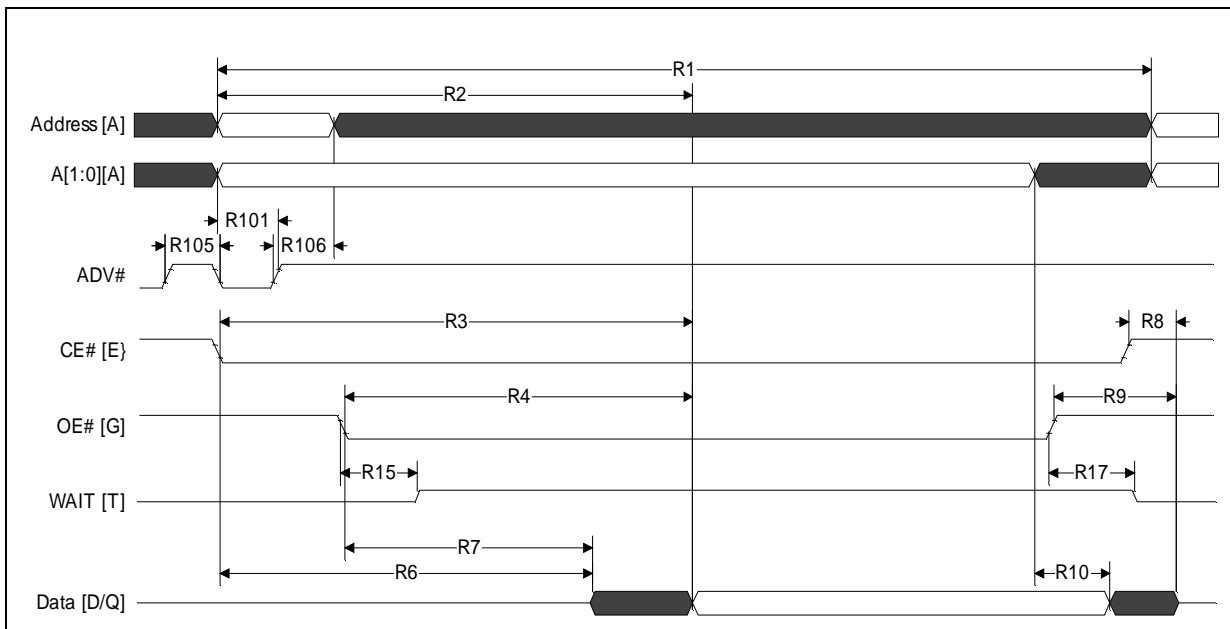 R1
R2
Address [A]
A[1:0][A]
R101
R105
R106
ADV#
R3
R8
CE# [E}
R4
R9
OE# [G]
R15
R17
WAIT [T]
R7
R6
R10
Data [D/Q]